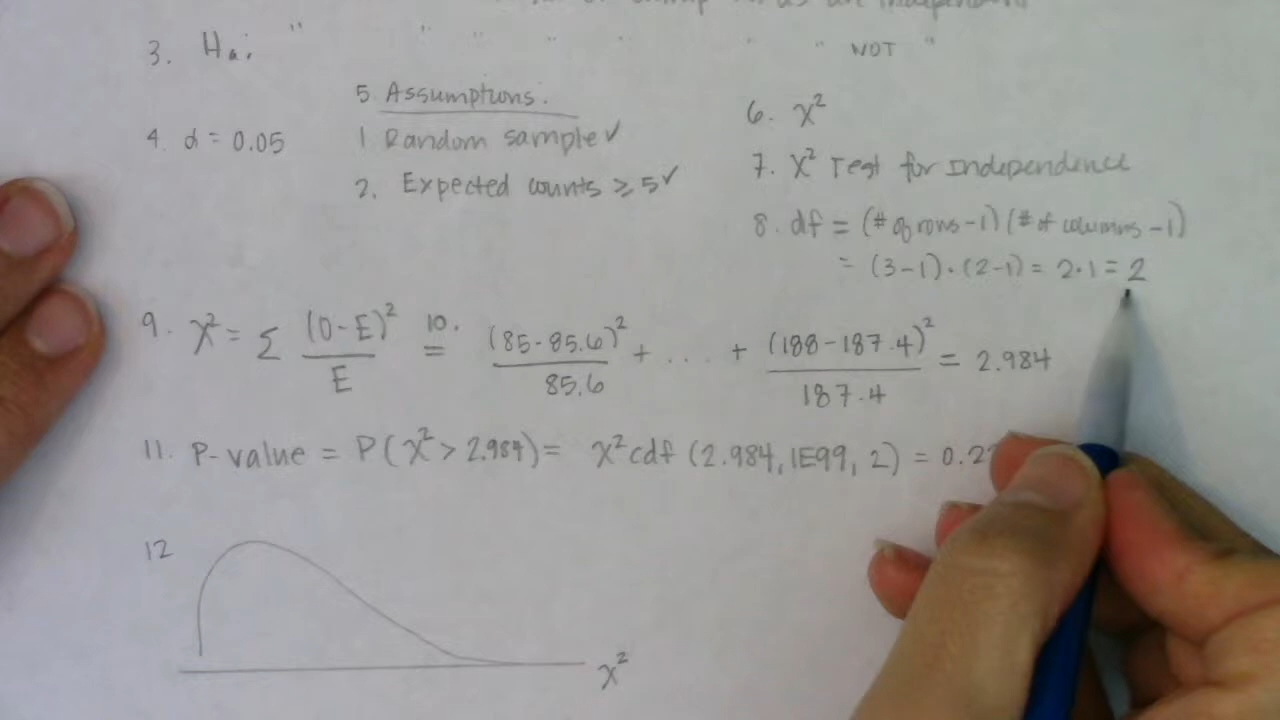 are independent
3. Ha: " " " " " " " NOT "
4. α = 0.05
5. Assumptions.
1 Random sample ✓
2. Expected counts ≥ 5 ✓
6. χ²
7. χ² Test for Independence
8. df = (# of rows - 1)(# of columns - 1)
= (3-1)·(2-1) = 2·1 = 2
9. χ² = Σ (O-E)²/E 10. = (85-85.6)²/85.6 + .... + (188-187.4)²/187.4 = 2.984
11. P-value = P(χ² > 2.984) = χ²cdf (2.984, 1E99, 2) = 0.2
12
χ²